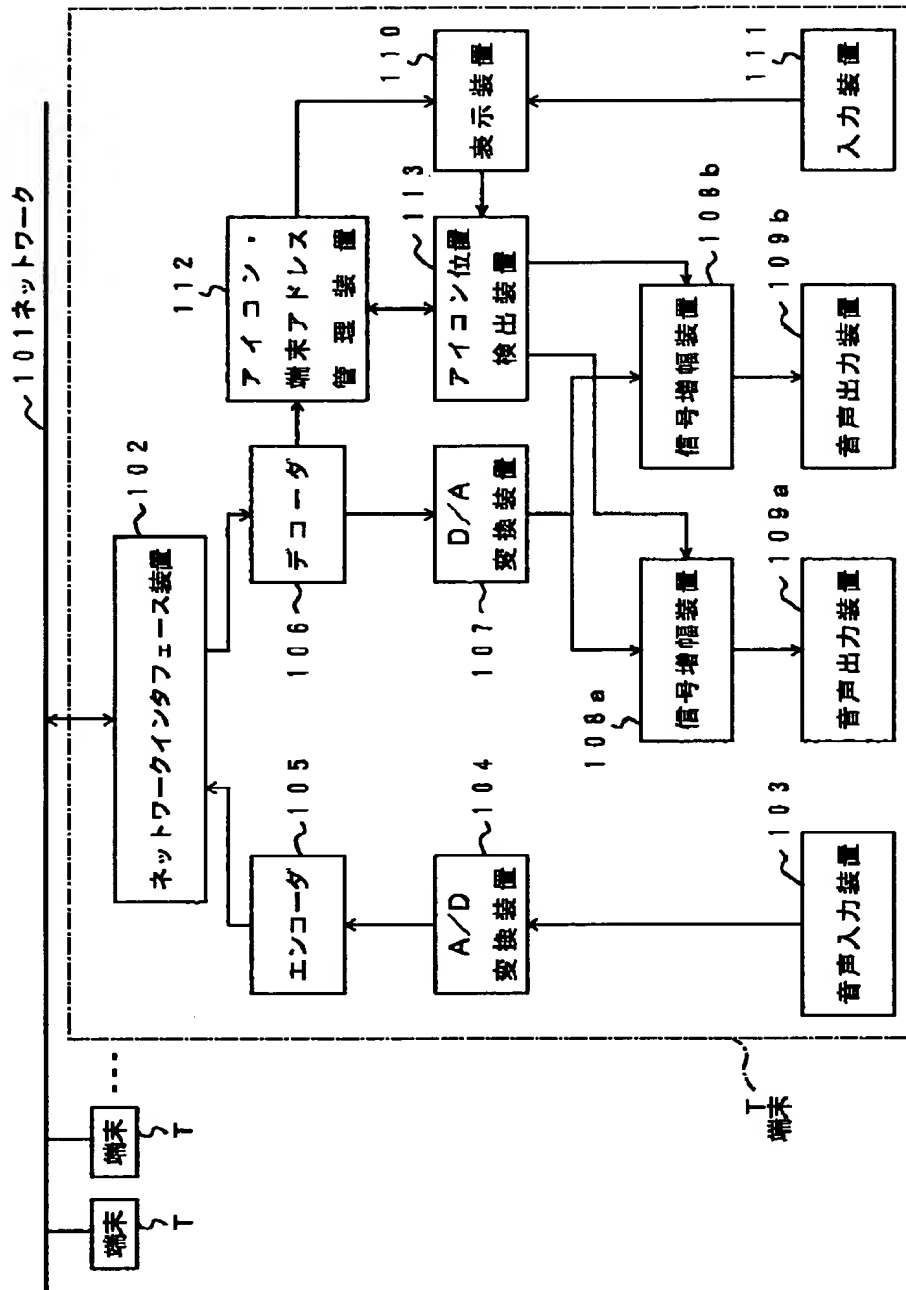 101ネットワーク
端末
T
端末
T
・・・
T
端末
102
ネットワークインタフェース装置
105
エンコーダ
106
デコーダ
112
アイコン・
端末アドレス
管理装置
104
A/D
変換装置
107
D/A
変換装置
113
アイコン位置
検出装置
110
表示装置
108a
信号増幅装置
108b
信号増幅装置
103
音声入力装置
109a
音声出力装置
109b
音声出力装置
111
入力装置